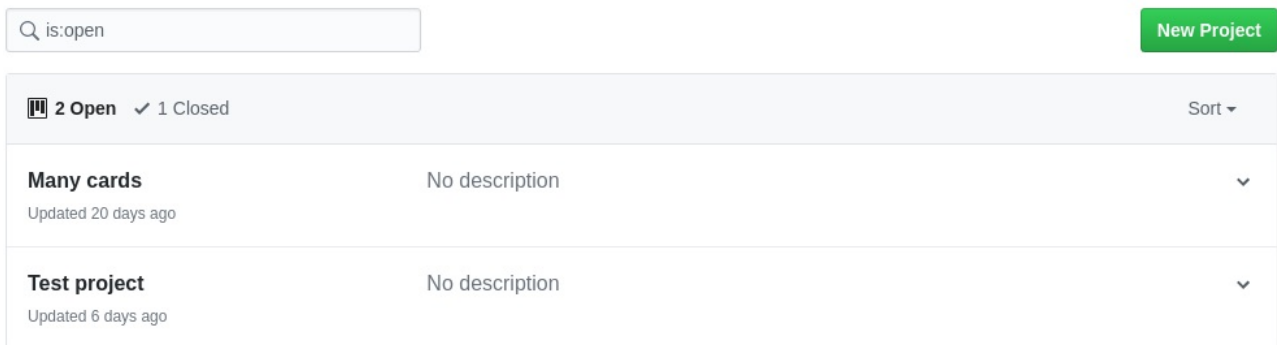 is:open
New Project
2 Open 1 Closed
Sort
Many cards
No description
Updated 20 days ago
Test project
No description
Updated 6 days ago